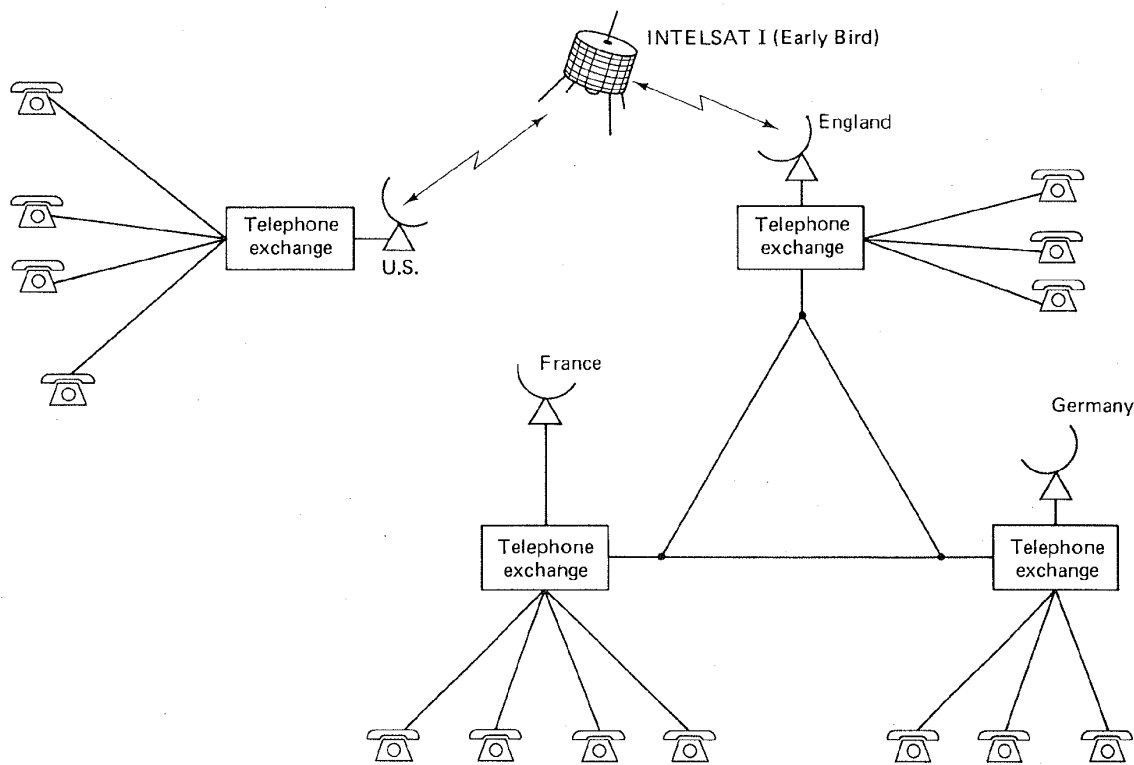 INTELSAT I (Early Bird)
England
Telephone
exchange
U.S.
Telephone
exchange
France
Germany
Telephone
exchange
Telephone
exchange